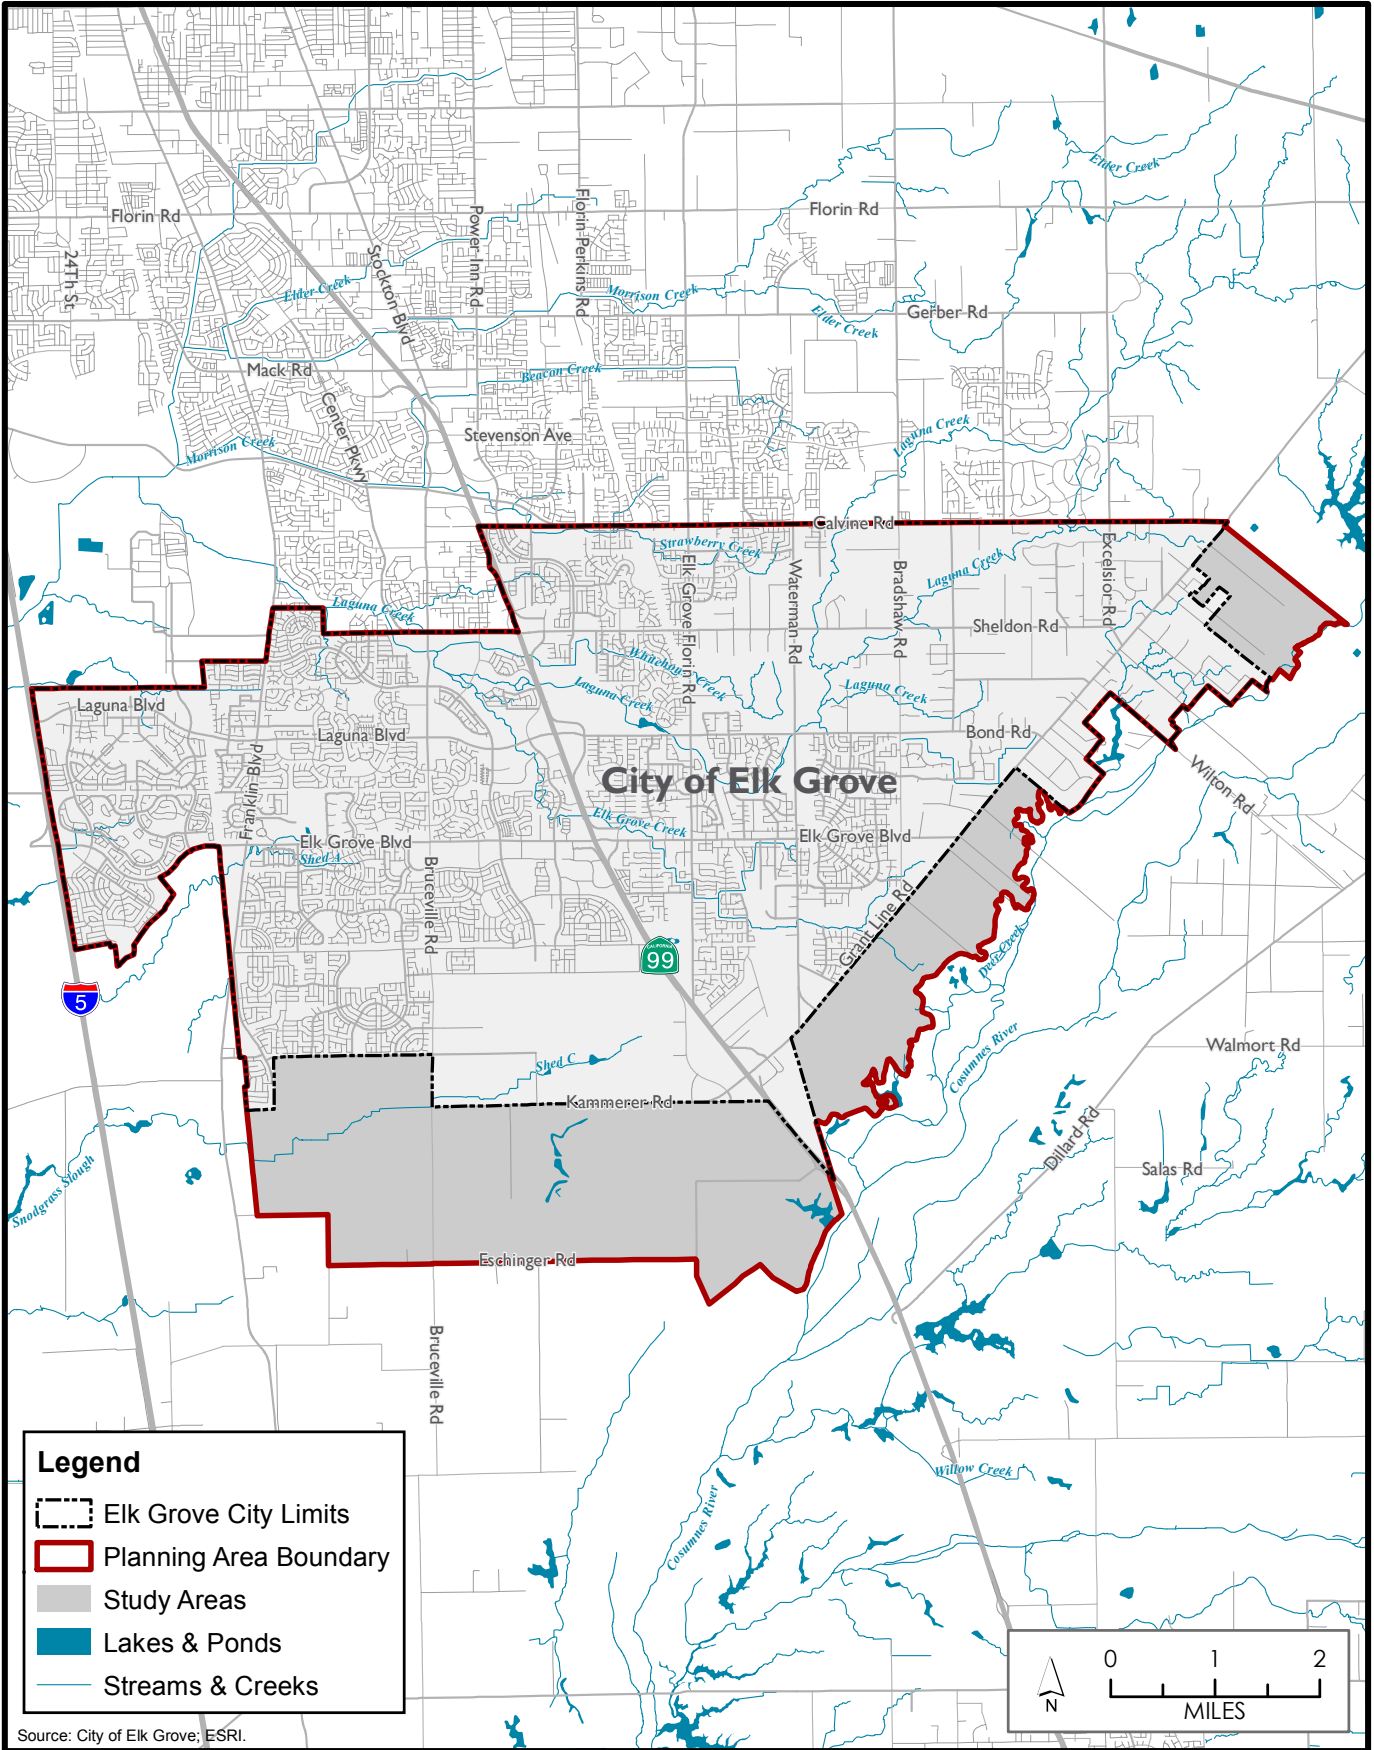 Elder Creek
Florin Rd
Florin Rd
Power Inn Rd
Florin Perkins Rd
24Th St
Stockton Blvd
Elder Creek
Morrison Creek
Elder Creek
Gerber Rd
Mack Rd
Beacon Creek
Center Pkwy
Morrison Creek
Stevenson Ave
Laguna Creek
Calvine Rd
Strawberry Creek
Elk Grove Florin Rd
Waterman Rd
Bradshaw Rd
Laguna Creek
Excelsior Rd
Laguna Creek
Sheldon Rd
Whitehouse Creek
Laguna Creek
Laguna Creek
Laguna Blvd
Laguna Blvd
Bond Rd
Franklin Blvd
City of Elk Grove
Wilton Rd
Elk Grove Creek
Elk Grove Blvd
Elk Grove Blvd
Shed A
Bruceville Rd
Grant Line Rd
CALIFORNIA
99
Deer Creek
5
Cosumnes River
Walmort Rd
Shed C
Kammerer Rd
Dillard Rd
Salas Rd
Snodgrass Slough
Eschinger Rd
Bruceville Rd
Willow Creek
Cosumnes River
Legend
Elk Grove City Limits
Planning Area Boundary
Study Areas
Lakes & Ponds
Streams & Creeks
N
0 1 2
MILES
Source: City of Elk Grove; ESRI.